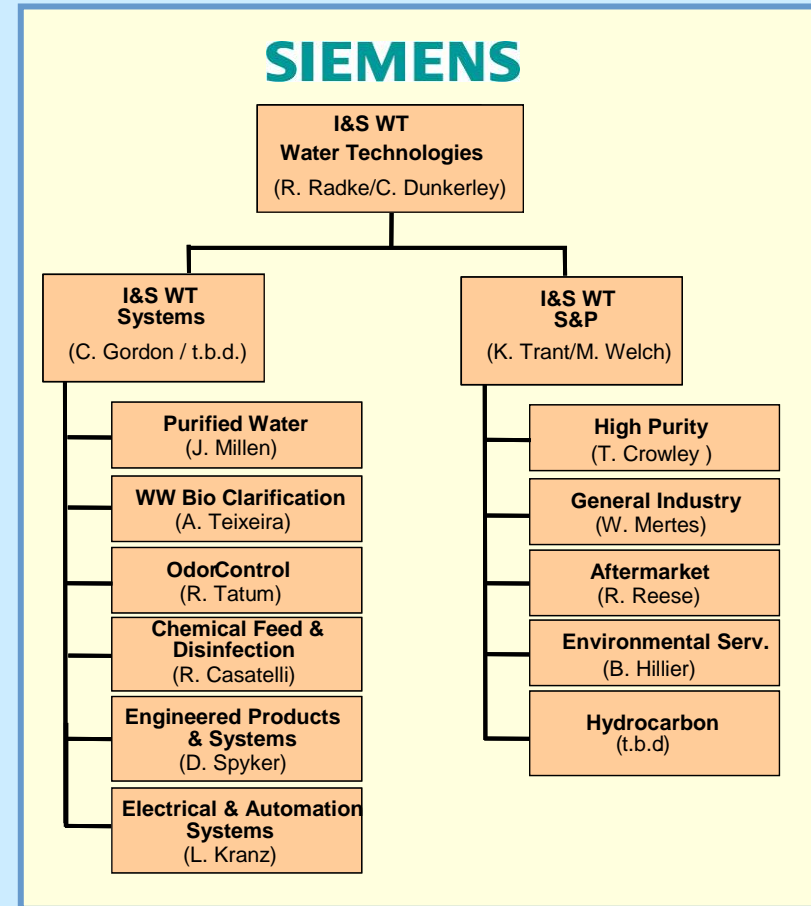 SIEMENS
I&S WT
Water Technologies
(R. Radke/C. Dunkerley)
I&S WT
Systems
(C. Gordon / t.b.d.)
I&S WT
S&P
(K. Trant/M. Welch)
Purified Water
(J. Millen)
WW Bio Clarification
(A. Teixeira)
OdorControl
(R. Tatum)
Chemical Feed &
Disinfection
(R. Casatelli)
Engineered Products
& Systems
(D. Spyker)
Electrical & Automation
Systems
(L. Kranz)
High Purity
(T. Crowley )
General Industry
(W. Mertes)
Aftermarket
(R. Reese)
Environmental Serv.
(B. Hillier)
Hydrocarbon
(t.b.d)